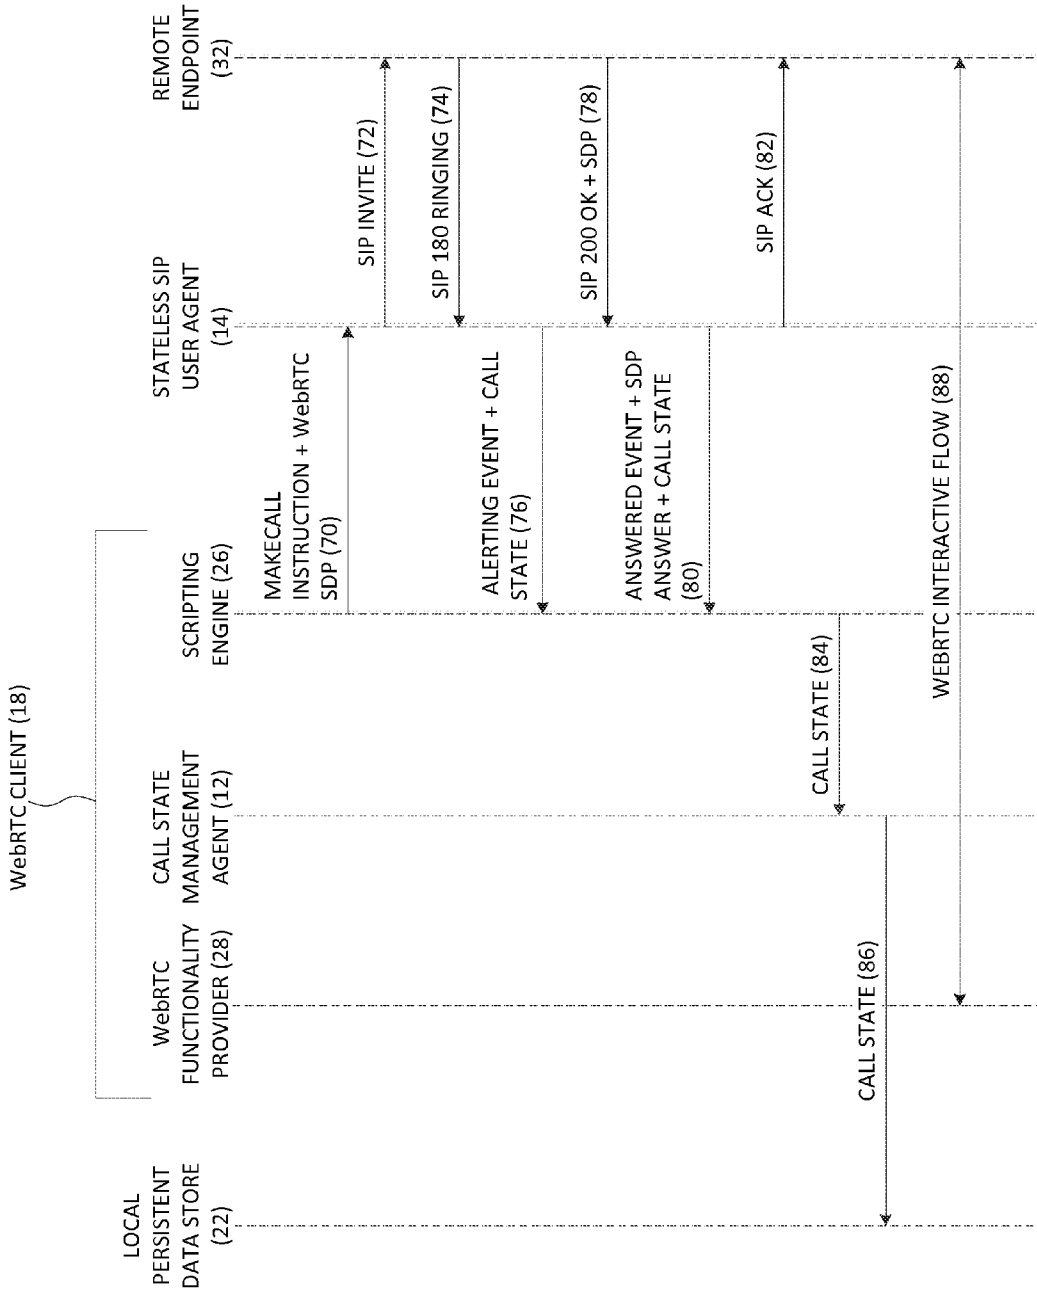 WebRTC CLIENT (18)
LOCAL
PERSISTENT
DATA STORE
(22)
WebRTC
FUNCTIONALITY
PROVIDER (28)
CALL STATE
MANAGEMENT
AGENT (12)
SCRIPTING
ENGINE (26)
STATELESS SIP
USER AGENT
(14)
REMOTE
ENDPOINT
(32)
MAKECALL
INSTRUCTION + WebRTC
SDP (70)
SIP INVITE (72)
SIP 180 RINGING (74)
ALERTING EVENT + CALL
STATE (76)
SIP 200 OK + SDP (78)
ANSWERED EVENT + SDP
ANSWER + CALL STATE
(80)
SIP ACK (82)
CALL STATE (84)
CALL STATE (86)
WEBRTC INTERACTIVE FLOW (88)